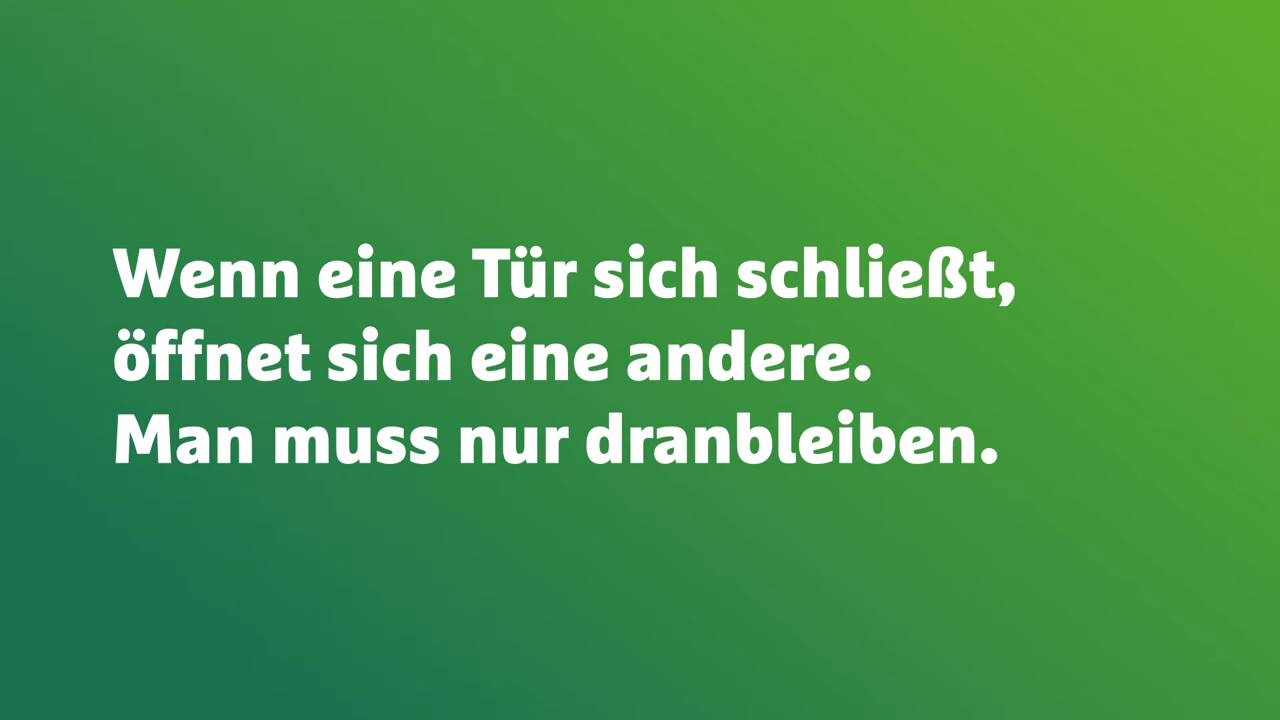 Wenn eine Tür sich schließt,
öffnet sich eine andere.
Man muss nur dranbleiben.